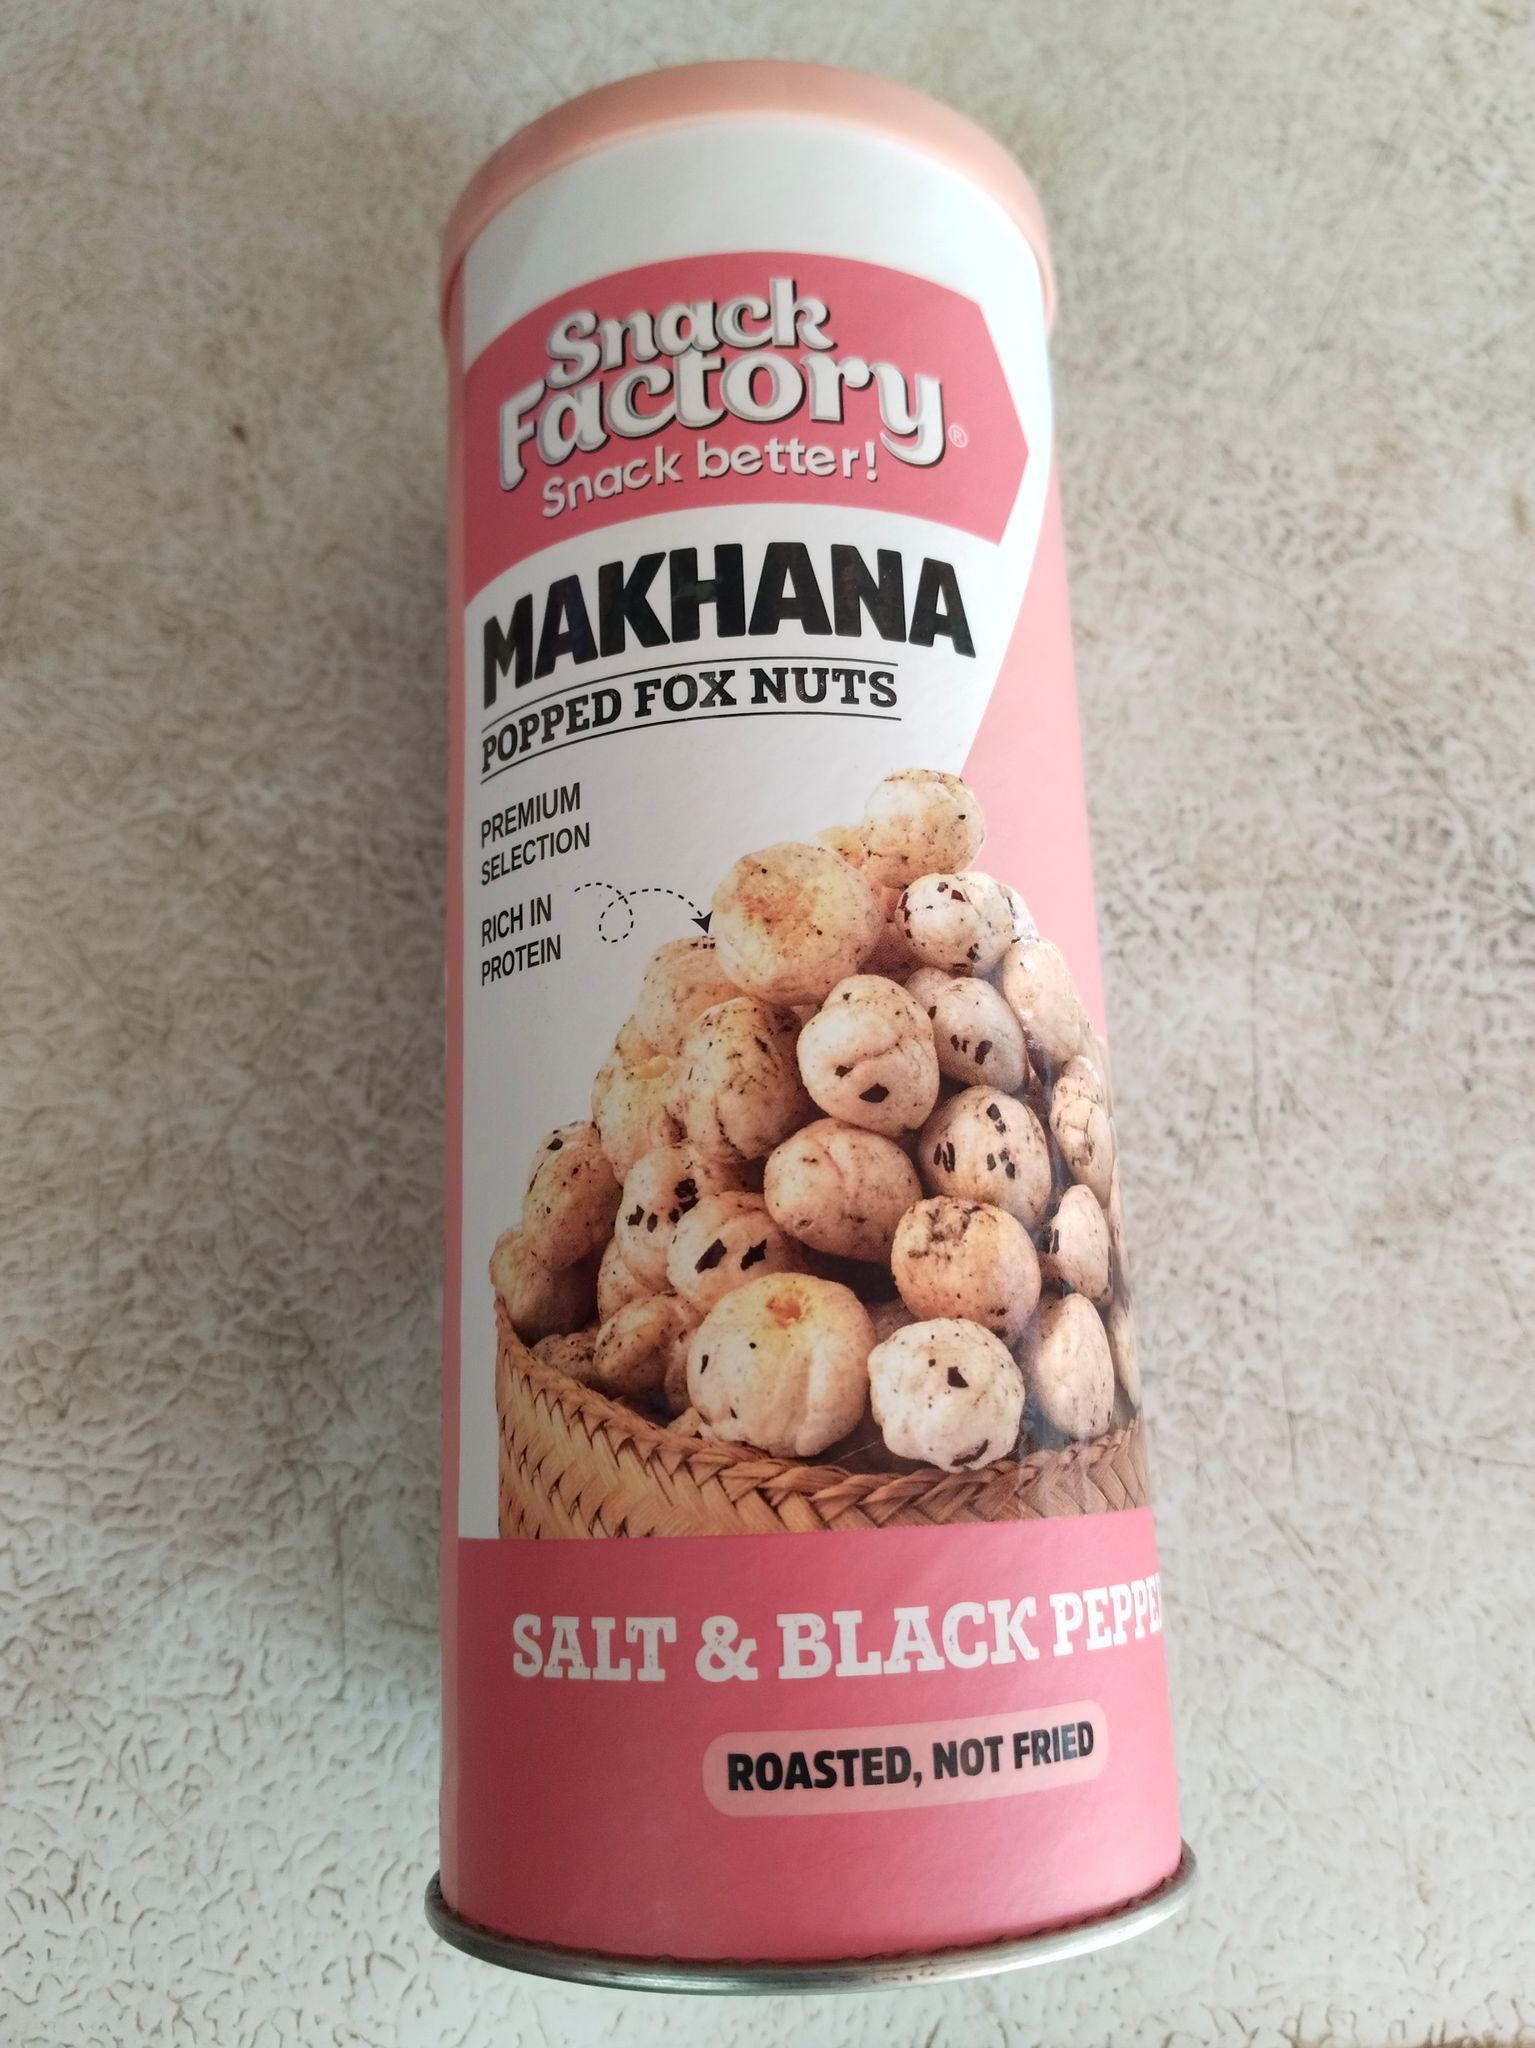 Snack
Factory®
Snack better!
MAKHANA
POPPED FOX NUTS
PREMIUM
SELECTION
RICH IN
PROTEIN
SALT & BLACK
ROASTED, NOT FRIED